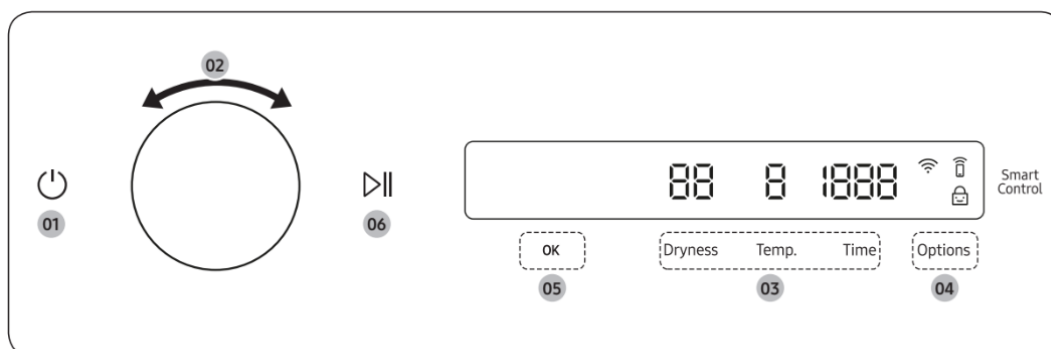 02
88 8 1888
Smart
Control
01
06
OK
Dryness Temp. Time
Options
05
03
04